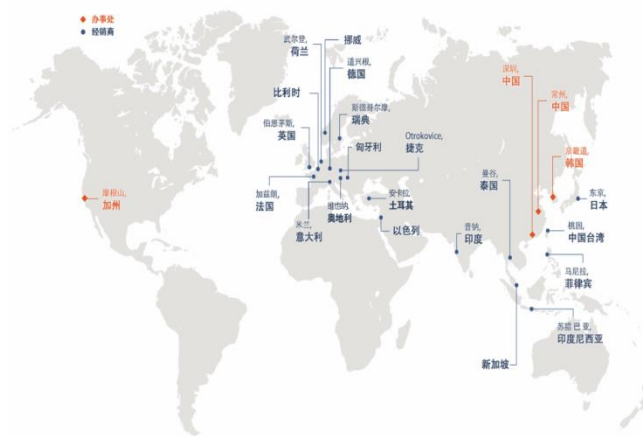 办事处
经销商
武尔登,
荷兰
挪威
道兴根,
德国
比利时
斯德哥尔摩,
瑞典
伯恩茅斯,
英国
匈牙利
Otrokovice,
捷克
加兹朗,
法国
米兰,
意大利
维也纳,
奥地利
安卡拉,
土耳其
以色列
摩根山,
加州
深圳,
中国
常州,
中国
京畿道,
韩国
曼谷,
泰国
东京,
日本
普钠,
印度
桃园,
中国台湾
马尼拉,
菲律宾
苏腊巴亚,
印度尼西亚
新加坡